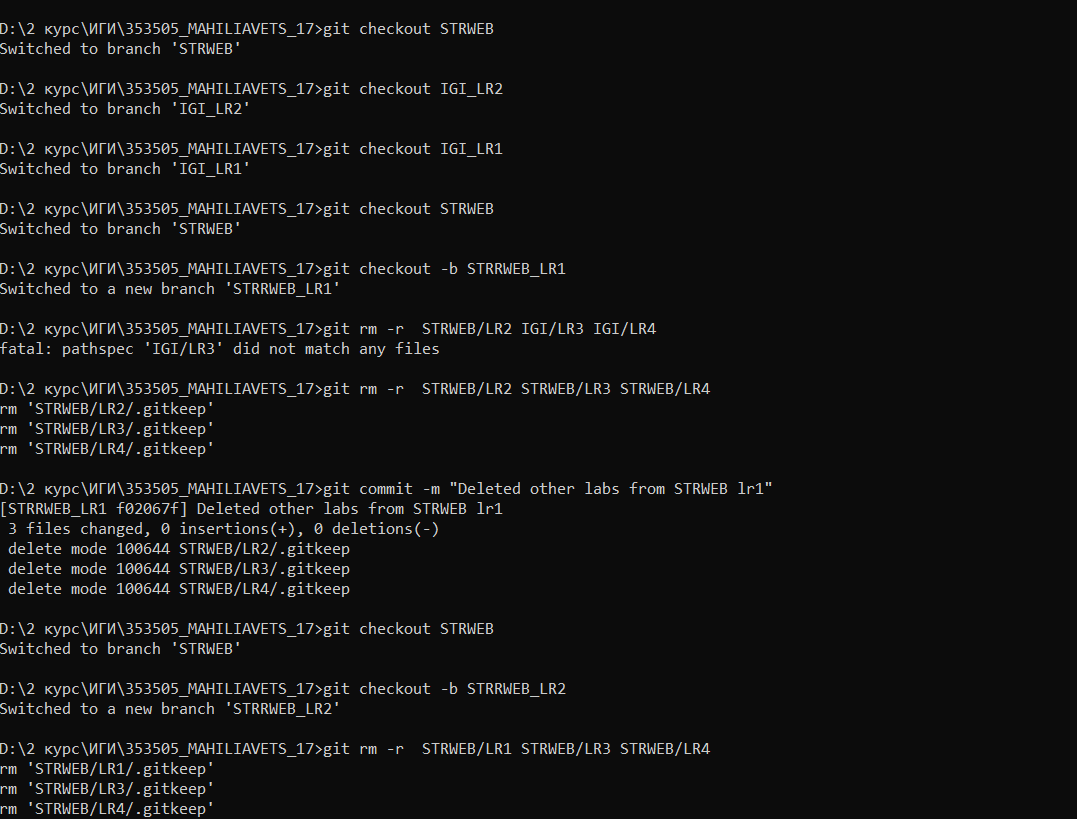 D:\2 курс\ИГИ\353505_MAHILIAVETS_17>git checkout STRWEB
Switched to branch 'STRWEB'
D:\2 курс\ИГИ\353505_MAHILIAVETS_17>git checkout IGI_LR2
Switched to branch 'IGI_LR2'
D:\2 курс\ИГИ\353505_MAHILIAVETS_17>git checkout IGI_LR1
Switched to branch 'IGI_LR1'
D:\2 курс\ИГИ\353505_MAHILIAVETS_17>git checkout STRWEB
Switched to branch 'STRWEB'
D:\2 курс\ИГИ\353505_MAHILIAVETS_17>git checkout -b STRRWEB_LR1
Switched to a new branch 'STRRWEB_LR1'
D:\2 курс\ИГИ\353505_MAHILIAVETS_17>git rm -r  STRWEB/LR2 IGI/LR3 IGI/LR4
fatal: pathspec 'IGI/LR3' did not match any files
D:\2 курс\ИГИ\353505_MAHILIAVETS_17>git rm -r  STRWEB/LR2 STRWEB/LR3 STRWEB/LR4
rm 'STRWEB/LR2/.gitkeep'
rm 'STRWEB/LR3/.gitkeep'
rm 'STRWEB/LR4/.gitkeep'
D:\2 курс\ИГИ\353505_MAHILIAVETS_17>git commit -m "Deleted other labs from STRWEB lr1"
[STRRWEB_LR1 f02067f] Deleted other labs from STRWEB lr1
 3 files changed, 0 insertions(+), 0 deletions(-)
 delete mode 100644 STRWEB/LR2/.gitkeep
 delete mode 100644 STRWEB/LR3/.gitkeep
 delete mode 100644 STRWEB/LR4/.gitkeep
D:\2 курс\ИГИ\353505_MAHILIAVETS_17>git checkout STRWEB
Switched to branch 'STRWEB'
D:\2 курс\ИГИ\353505_MAHILIAVETS_17>git checkout -b STRRWEB_LR2
Switched to a new branch 'STRRWEB_LR2'
D:\2 курс\ИГИ\353505_MAHILIAVETS_17>git rm -r  STRWEB/LR1 STRWEB/LR3 STRWEB/LR4
rm 'STRWEB/LR1/.gitkeep'
rm 'STRWEB/LR3/.gitkeep'
rm 'STRWEB/LR4/.gitkeep'